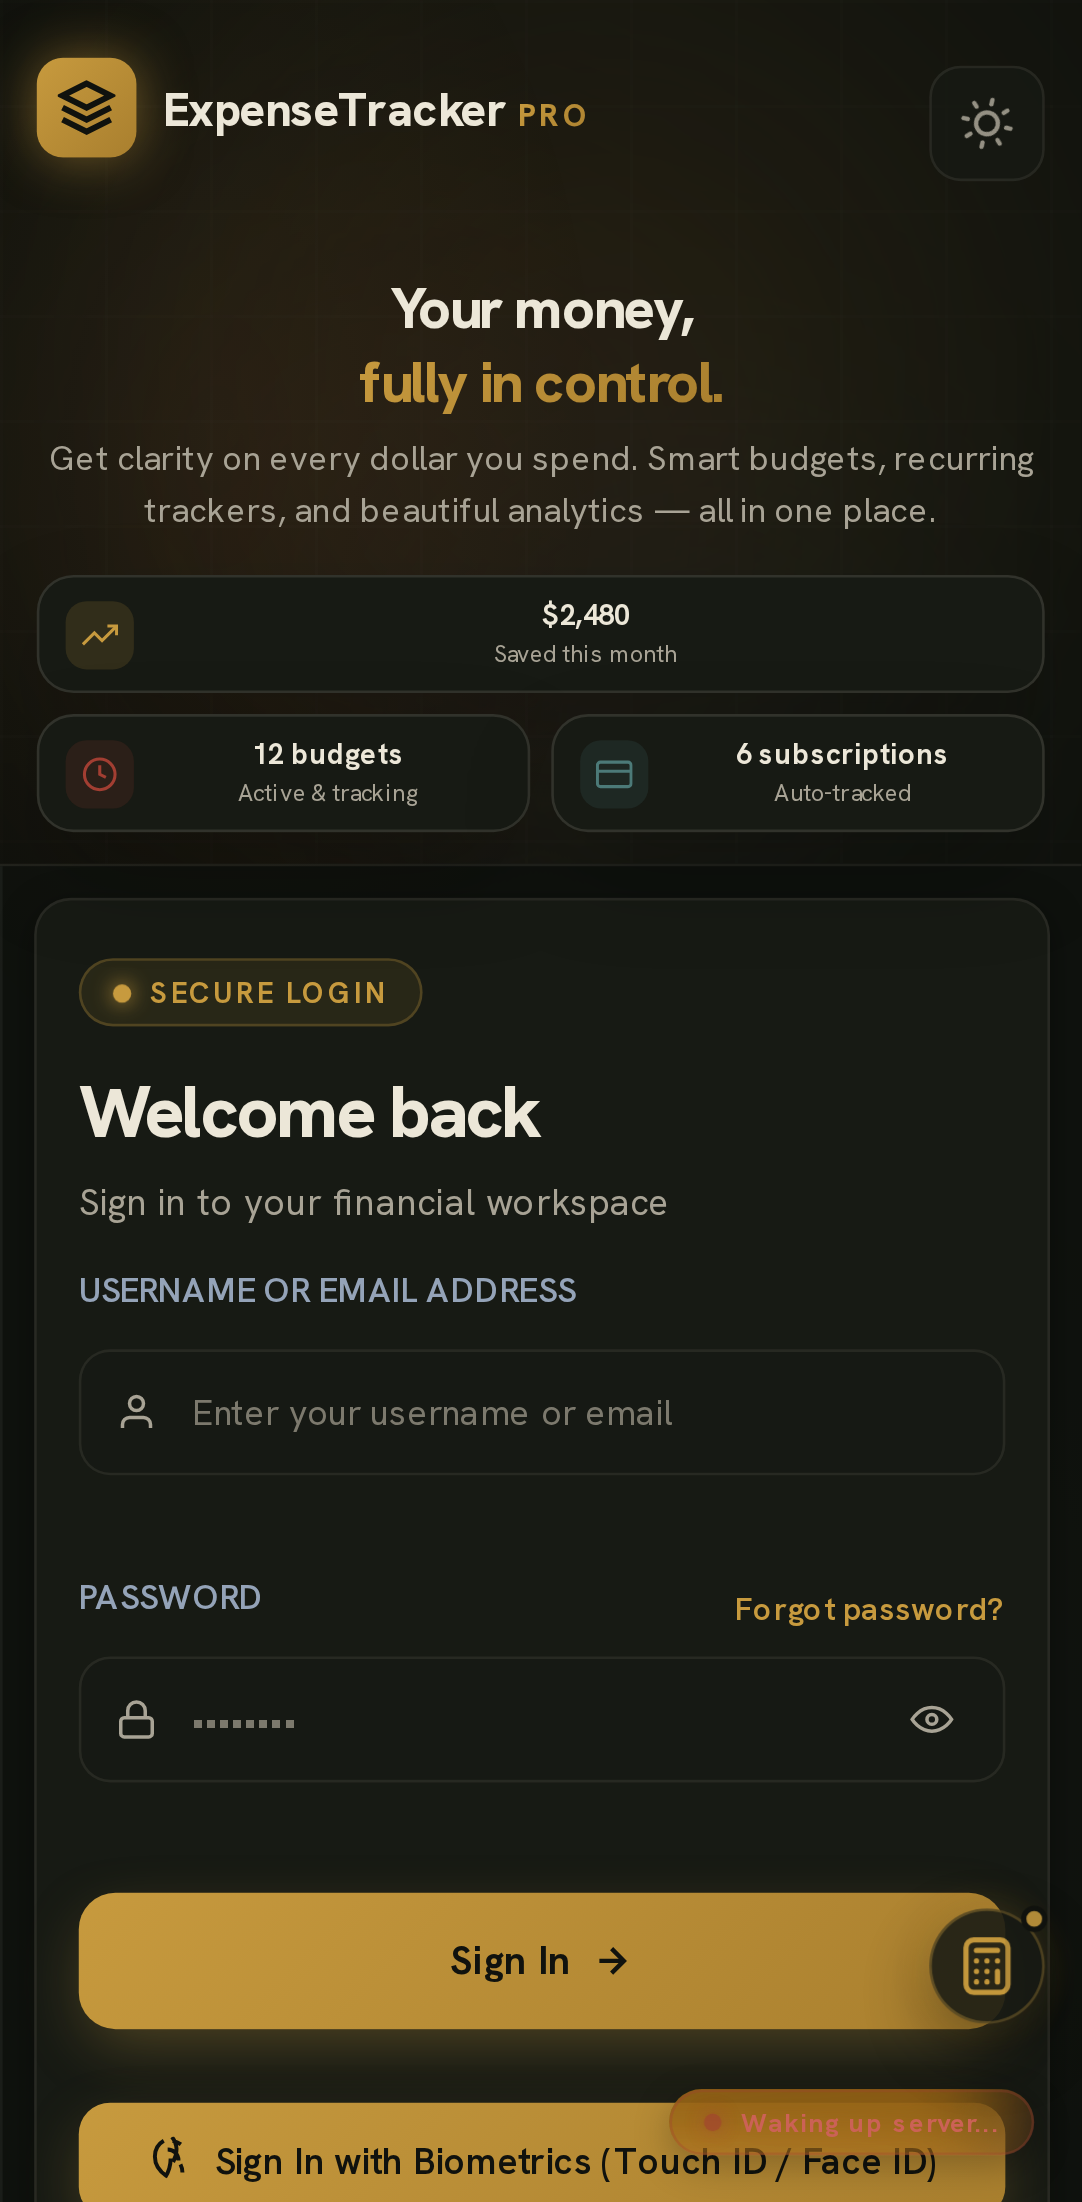 ExpenseTracker PRO
Your money,
fully in control.
Get clarity on every dollar you spend. Smart budgets, recurring
trackers, and beautiful analytics — all in one place.
$2,480
Saved this month
12 budgets
Active & tracking
6 subscriptions
Auto-tracked
SECURE LOGIN
Welcome back
Sign in to your financial workspace
USERNAME OR EMAIL ADDRESS
Enter your username or email
PASSWORD
Forgot password?
Sign In →
Waking up server...
Sign In with Biometrics (Touch ID / Face ID)